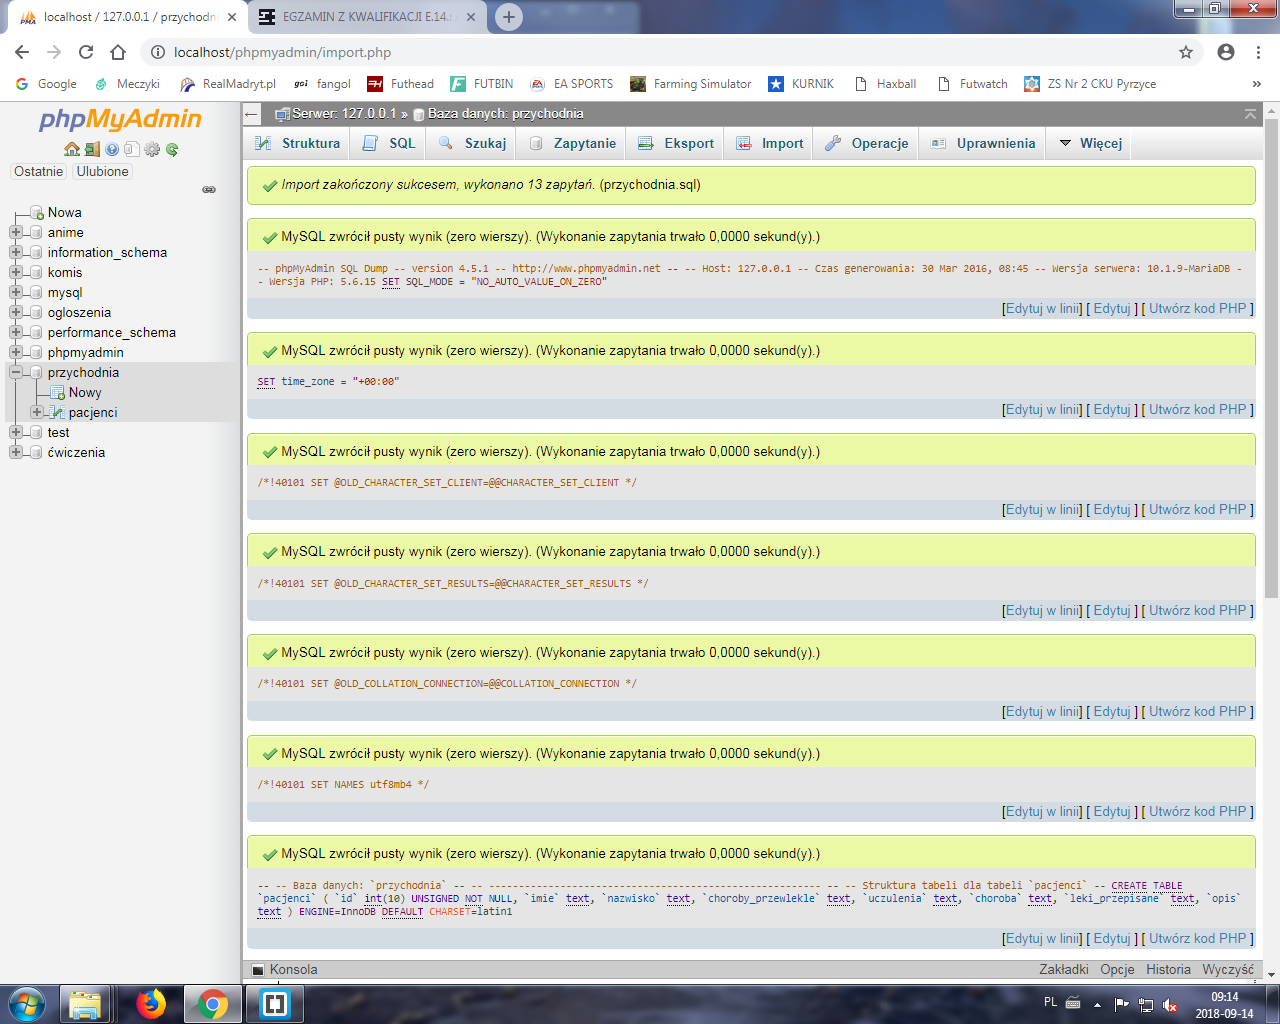 localhost / 127.0.0.1 / przychodni
EGZAMIN Z KWALIFIKACJI E.14.
localhost/phpmyadmin/import.php
Google
Meczyki
RealMadryt.pl
goi!
fangol
Futhead
FUTBIN
EA SPORTS
Farming Simulator
KURNIK
Haxball
Futwatch
ZS Nr 2 CKU Pyrzyce
»
phpMyAdmin
Ostatnie
Ulubione
Nowa
anime
information_schema
komis
mysql
ogloszenia
performance_schema
phpmyadmin
przychodnia
Nowy
pacjenci
test
ćwiczenia
Serwer: 127.0.0.1 » Baza danych: przychodnia
Struktura
SQL
Szukaj
Zapytanie
Eksport
Import
Operacje
Uprawnienia
Więcej
Import zakończony sukcesem, wykonano 13 zapytań. (przychodnia.sql)
MySQL zwrócił pusty wynik (zero wierszy). (Wykonanie zapytania trwało 0,0000 sekund(y).)
-- phpMyAdmin SQL Dump -- version 4.5.1 -- http://www.phpmyadmin.net -- -- Host: 127.0.0.1 -- Czas generowania: 30 Mar 2016, 08:45 -- Wersja serwera: 10.1.9-MariaDB -
- Wersja PHP: 5.6.15 SET SQL_MODE = "NO_AUTO_VALUE_ON_ZERO"
[Edytuj w linii] [ Edytuj ] [ Utwórz kod PHP ]
MySQL zwrócił pusty wynik (zero wierszy). (Wykonanie zapytania trwało 0,0000 sekund(y).)
SET time_zone = "+00:00"
[Edytuj w linii] [ Edytuj ] [ Utwórz kod PHP ]
MySQL zwrócił pusty wynik (zero wierszy). (Wykonanie zapytania trwało 0,0000 sekund(y).)
/*!40101 SET @OLD_CHARACTER_SET_CLIENT=@@CHARACTER_SET_CLIENT */
[Edytuj w linii] [ Edytuj ] [ Utwórz kod PHP ]
MySQL zwrócił pusty wynik (zero wierszy). (Wykonanie zapytania trwało 0,0000 sekund(y).)
/*!40101 SET @OLD_CHARACTER_SET_RESULTS=@@CHARACTER_SET_RESULTS */
[Edytuj w linii] [ Edytuj ] [ Utwórz kod PHP ]
MySQL zwrócił pusty wynik (zero wierszy). (Wykonanie zapytania trwało 0,0000 sekund(y).)
/*!40101 SET @OLD_COLLATION_CONNECTION=@@COLLATION_CONNECTION */
[Edytuj w linii] [ Edytuj ] [ Utwórz kod PHP ]
MySQL zwrócił pusty wynik (zero wierszy). (Wykonanie zapytania trwało 0,0000 sekund(y).)
/*!40101 SET NAMES utf8mb4 */
[Edytuj w linii] [ Edytuj ] [ Utwórz kod PHP ]
MySQL zwrócił pusty wynik (zero wierszy). (Wykonanie zapytania trwało 0,0000 sekund(y).)
-- -- Baza danych: `przychodnia` -- -- -------------------------------------------------------- -- -- Struktura tabeli dla tabeli `pacjenci` -- CREATE TABLE
`pacjenci` ( `id` int(10) UNSIGNED NOT NULL, `imie` text, `nazwisko` text, `choroby_przewlekle` text, `uczulenia` text, `choroba` text, `leki_przepisane` text, `opis`
text ) ENGINE=InnoDB DEFAULT CHARSET=latin1
[Edytuj w linii] [ Edytuj ] [ Utwórz kod PHP ]
Konsola
Zakładki Opcje Historia Wyczyść
PL
09:14
2018-09-14